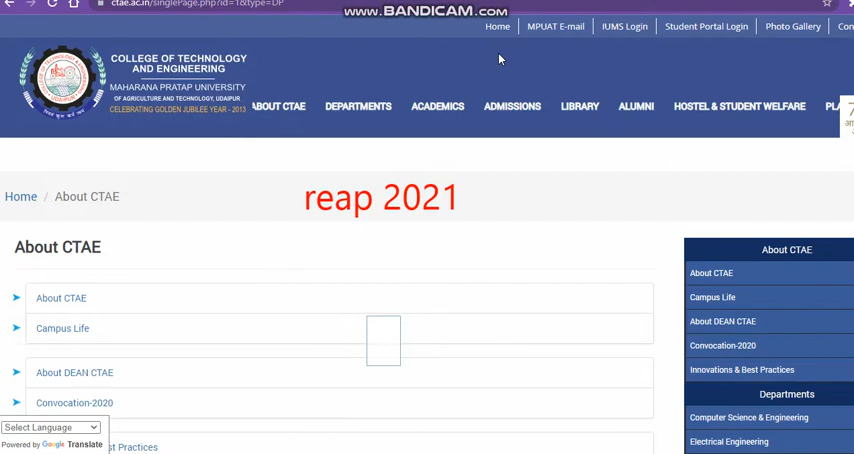 ctae.ac.in/singlePage.php?id=1&type=DP
www.BANDICAM.com
Home
MPUAT E-mail
IUMS Login
Student Portal Login
Photo Gallery
COLLEGE OF TECHNOLOGY
AND ENGINEERING
MAHARANA PRATAP UNIVERSITY
OF AGRICULTURE AND TECHNOLOGY, UDAIPUR
CELEBRATING GOLDEN JUBILEE YEAR - 2013
ABOUT CTAE
DEPARTMENTS
ACADEMICS
ADMISSIONS
LIBRARY
ALUMNI
HOSTEL & STUDENT WELFARE
Home / About CTAE
reap 2021
About CTAE
About CTAE
Campus Life
About DEAN CTAE
Convocation-2020
Practices
Select Language
Powered by Google Translate
About CTAE
About CTAE
Campus Life
About DEAN CTAE
Convocation-2020
Innovations & Best Practices
Departments
Computer Science & Engineering
Electrical Engineering